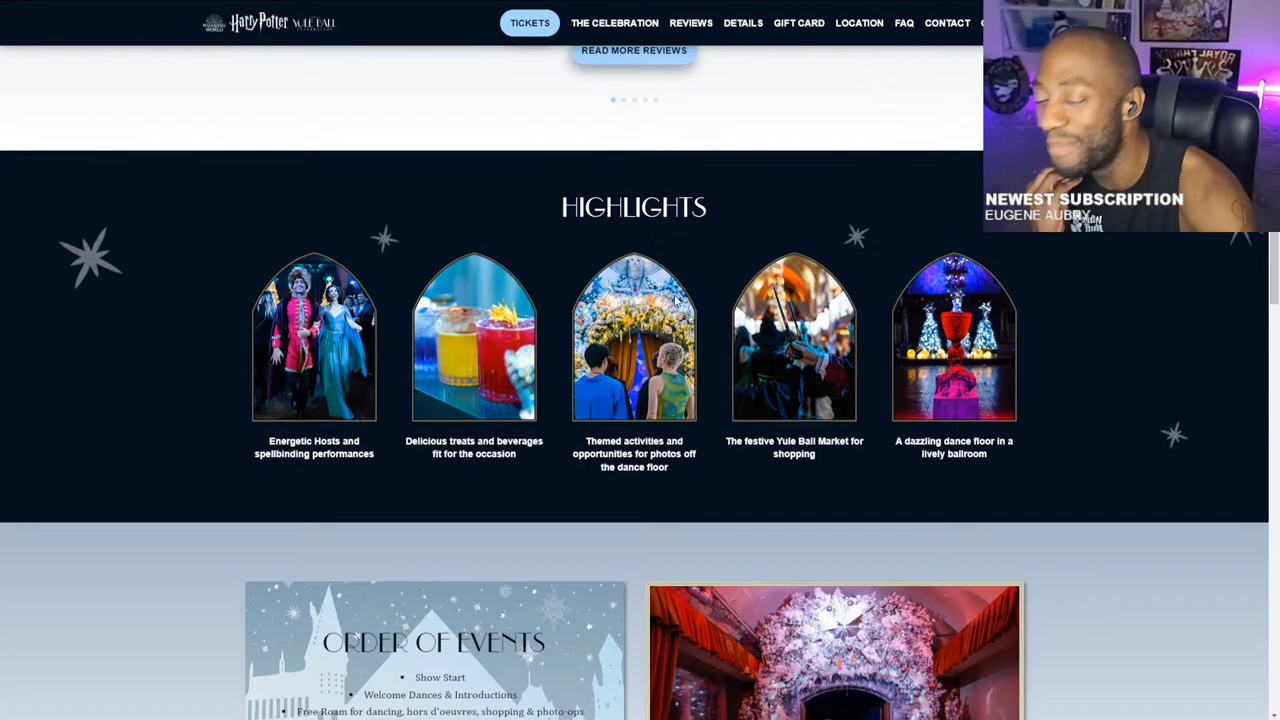 WIZARDING WORLD Harry Potter YULE BALL CELEBRATION
TICKETS THE CELEBRATION REVIEWS DETAILS GIFT CARD LOCATION FAQ CONTACT
READ MORE REVIEWS
NEWEST SUBSCRIPTION
EUGENE AUBRY
HIGHLIGHTS
Energetic Hosts and
spellbinding performances
Delicious treats and beverages
fit for the occasion
Themed activities and
opportunities for photos off
the dance floor
The festive Yule Ball Market for
shopping
A dazzling dance floor in a
lively ballroom
ORDER OF EVENTS
• Show Start
• Welcome Dances & Introductions
• Free Roam for dancing, hors d'oeuvres, shopping & photo-ops